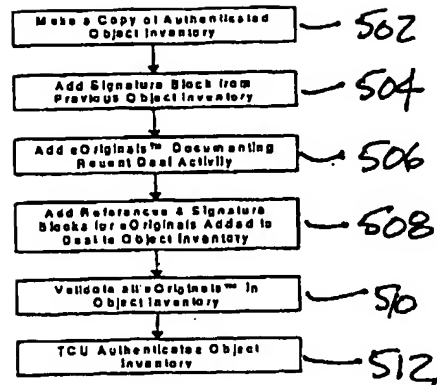 Make a Copy of Authenticated
Object Inventory
502
Add Signature Block from
Previous Object Inventory
504
Add eOriginals™ Documenting
Recent Deal Activity
506
Add References & Signature
Blocks for eOriginals Added to
Deal to Object Inventory
508
Validate all eOriginals™ in
Object Inventory
510
TCU Authenticates Object
Inventory
512